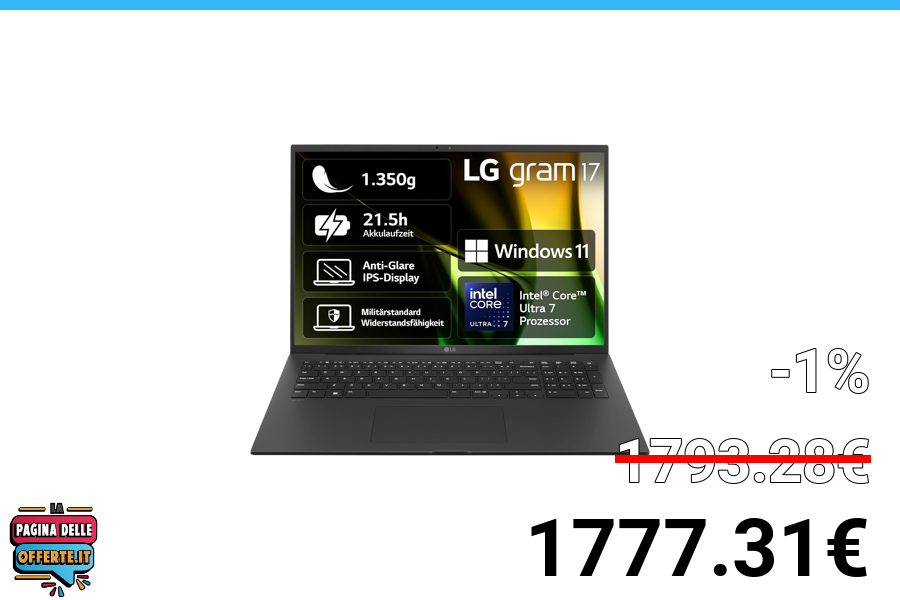 LG gram 17
1.350g
21.5h
Akkulaufzeit
Windows 11
Anti-Glare
IPS-Display
intel
CORE
ULTRA 7
Intel® Core™
Ultra 7
Prozessor
Militärstandard
Widerstandsfähigkeit
LG
-1%
1793.28€
1777.31€
LA
PAGINA DELLE
OFFERTE.IT